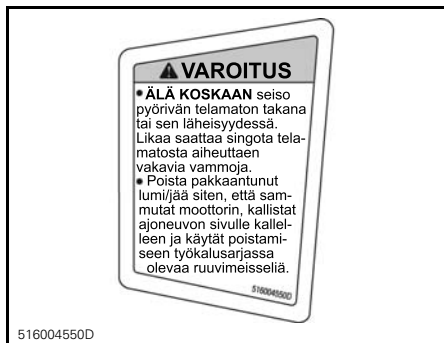 VAROITUS
• ÄLÄ KOSKAAN seiso
pyörivän telamaton takana
tai sen läheisyydessä.
Likaa saattaa singota tela-
matosta aiheuttaen
vakavia vammoja.
• Poista pakkaantunut
lumi/jää siten, että sam-
mutat moottorin, kallistat
ajoneuvon sivulle kallel-
leen ja käytät poistami-
seen työkalusarjassa
olevaa ruuvimeisseliä.
516004550D
516004550D